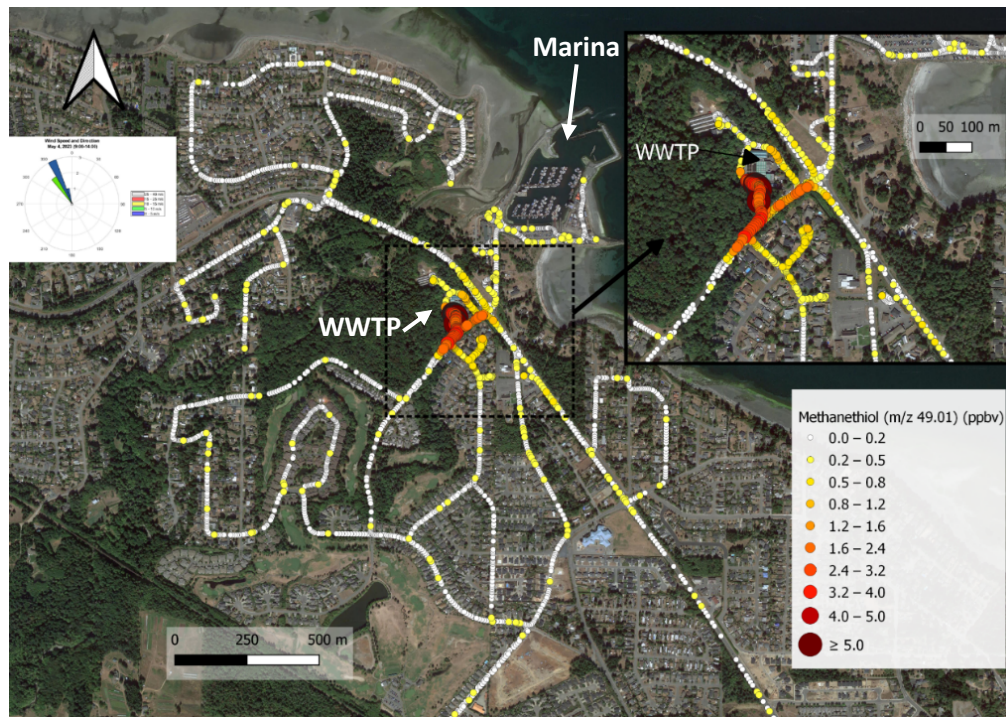 Marina
WWTP
0 50 100 m
Wind Speed and Direction
WWTP
0 250 500 m
Methanethiol (m/z 49.01) (ppbv)
0.0 – 0.2
0.2 – 0.5
0.5 – 0.8
0.8 – 1.2
1.2 – 1.6
1.6 – 2.4
2.4 – 3.2
3.2 – 4.0
4.0 – 5.0
≥ 5.0